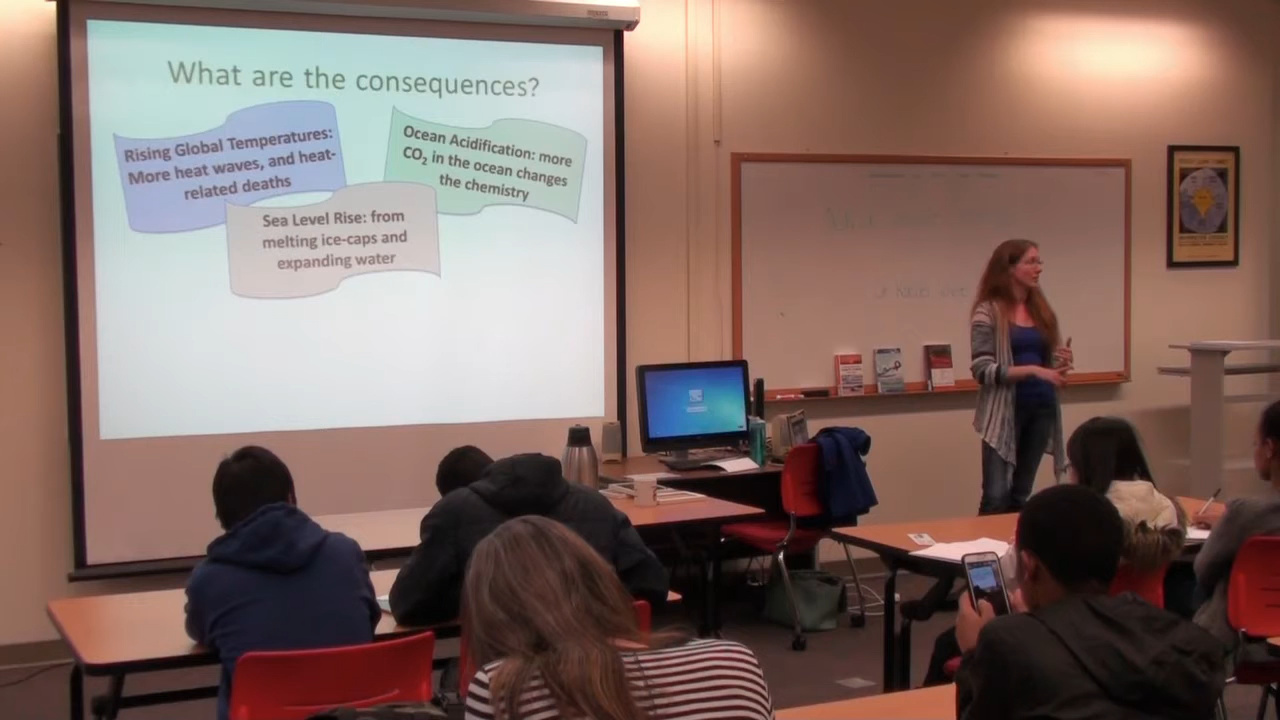 What are the consequences?
Rising Global Temperatures:
More heat waves, and heat-
related deaths
Ocean Acidification: more
CO₂ in the ocean changes
the chemistry
Sea Level Rise: from
melting ice-caps and
expanding water